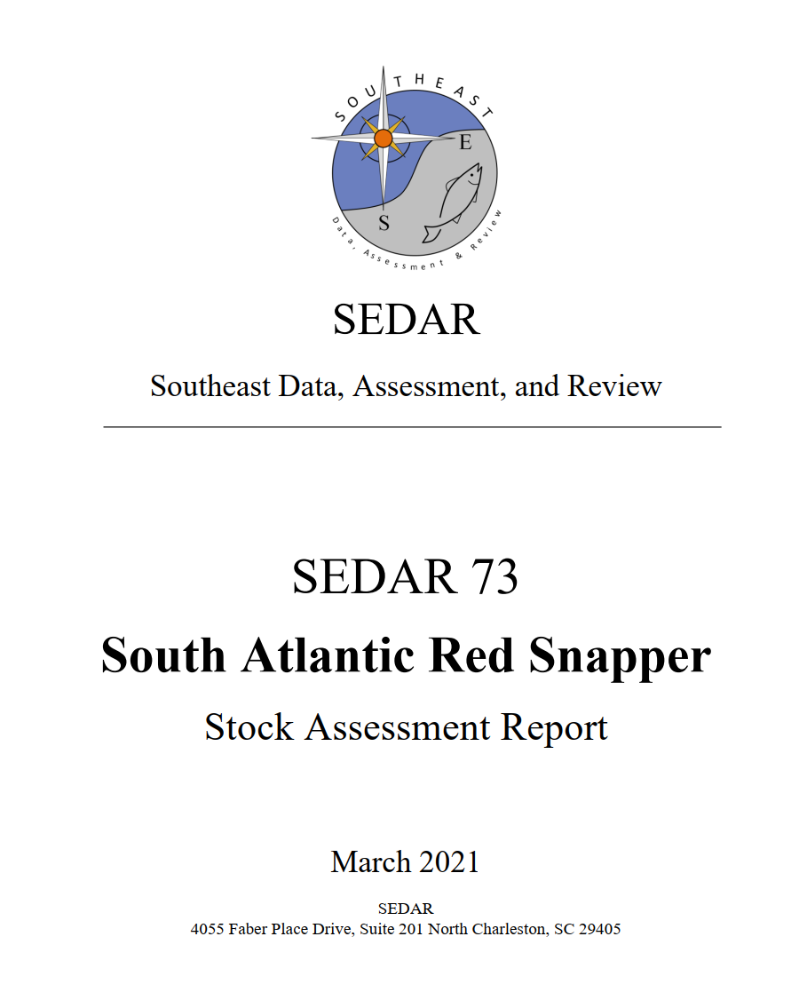 SOUTHEAST
E
S
Data, Assessment & Review
SEDAR
Southeast Data, Assessment, and Review
SEDAR 73
South Atlantic Red Snapper
Stock Assessment Report
March 2021
SEDAR
4055 Faber Place Drive, Suite 201 North Charleston, SC 29405